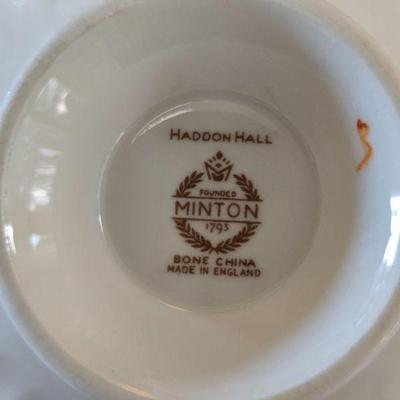 HADDON HALL
FOUNDED
MINTON
1793
BONE CHINA
MADE IN ENGLAND